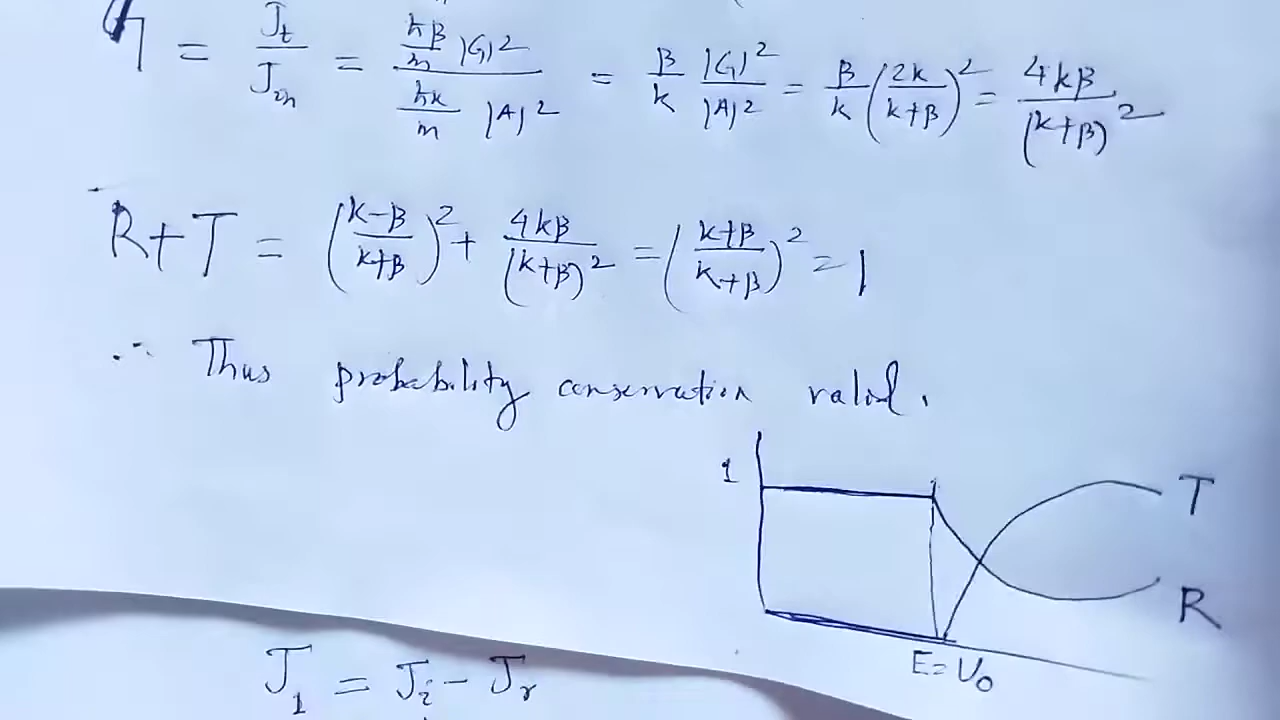 T = J_t / J_in = (ħβ/m |G|²) / (ħk/m |A|²) = β/k |G|²/|A|² = β/k (2k/(k+β))² = 4kβ/(k+β)²
R+T = ((k-β)/(k+β))² + 4kβ/(k+β)² = ((k+β)/(k+β))² = 1
∴ Thus probability conservation valid.
1
T
R
E=U₀
J₁ = J_i - J_r